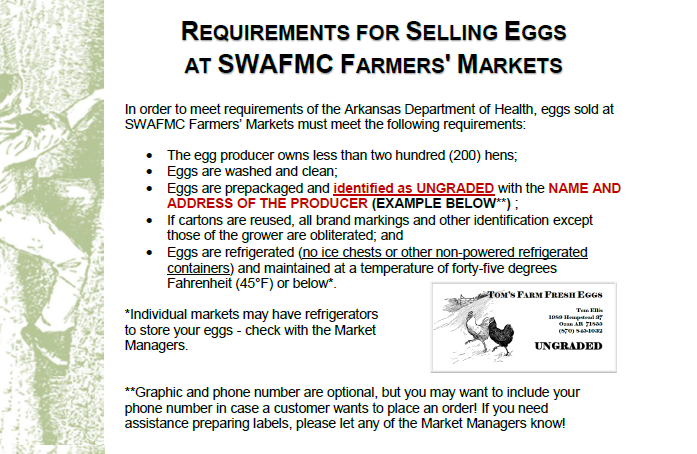 REQUIREMENTS FOR SELLING EGGS
AT SWAFMC FARMERS' MARKETS
In order to meet requirements of the Arkansas Department of Health, eggs sold at
SWAFMC Farmers' Markets must meet the following requirements:
• The egg producer owns less than two hundred (200) hens;
• Eggs are washed and clean;
• Eggs are prepackaged and identified as UNGRADED with the NAME AND
ADDRESS OF THE PRODUCER (EXAMPLE BELOW**) ;
• If cartons are reused, all brand markings and other identification except
those of the grower are obliterated; and
• Eggs are refrigerated (no ice chests or other non-powered refrigerated
containers) and maintained at a temperature of forty-five degrees
Fahrenheit (45°F) or below*.
*Individual markets may have refrigerators
to store your eggs - check with the Market
Managers.
TOM'S FARM FRESH EGGS
Tom Ellis
1089 Hempstead 97
Ozan AR 71855
(870) 845-1032
UNGRADED
**Graphic and phone number are optional, but you may want to include your
phone number in case a customer wants to place an order! If you need
assistance preparing labels, please let any of the Market Managers know!